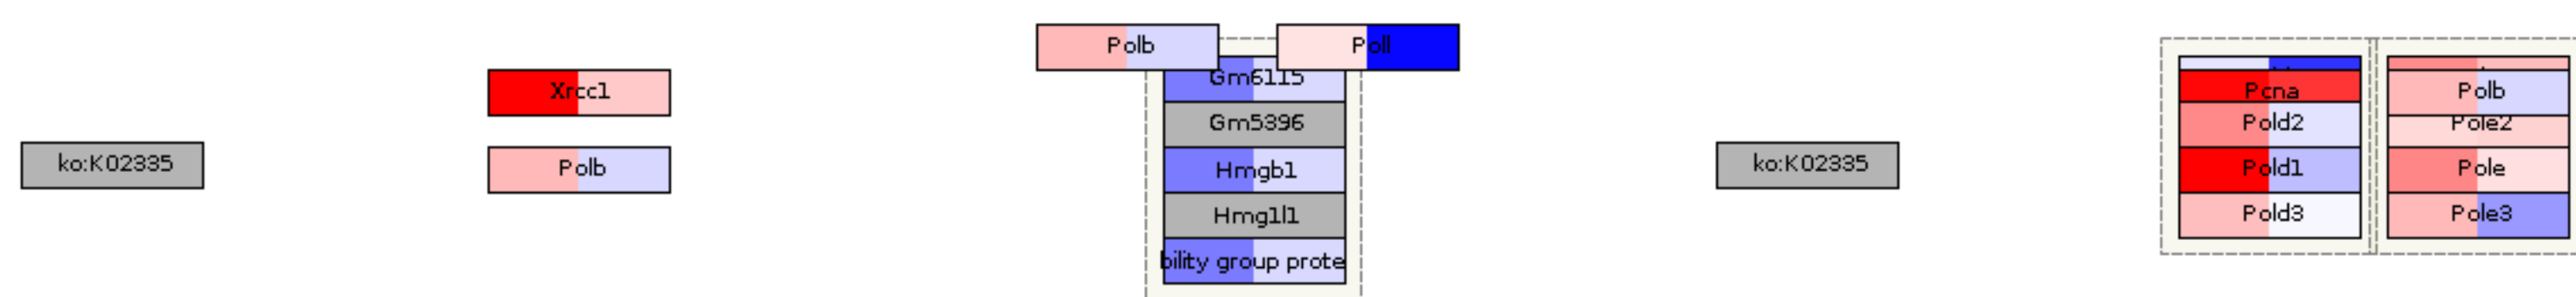 ko:K02335
Xrcc1
Polb
Polb
Poll
Gm6115
Gm5396
Hmgb1
Hmg1l1
bility group prote
ko:K02335
Pcna
Pold2
Pold1
Pold3
Polb
Pole2
Pole
Pole3